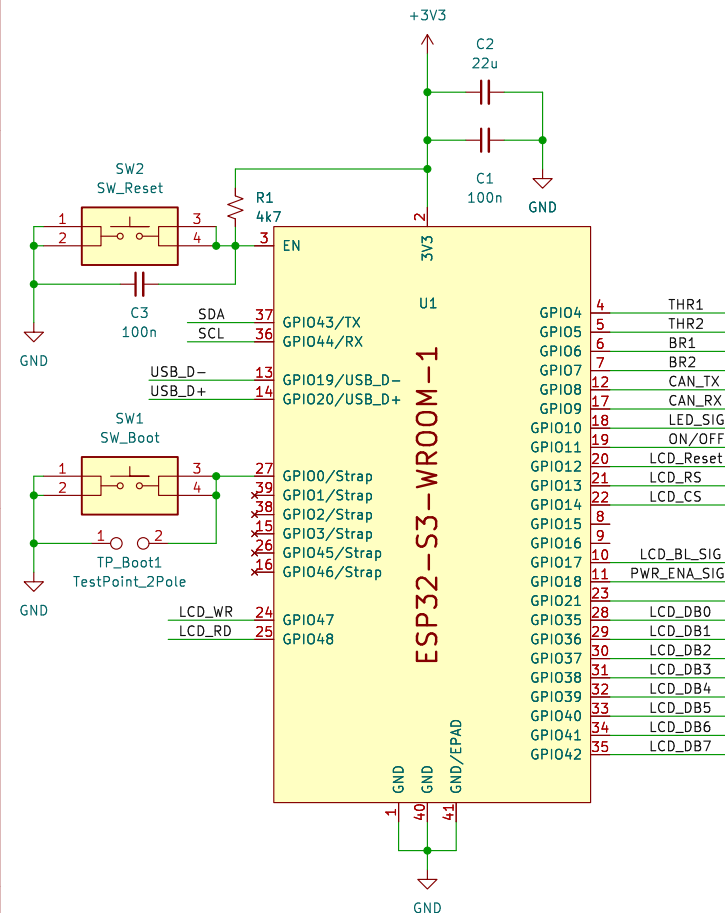 +3V3
C2
22u
C1
100n
GND
SW2
SW_Reset
1
2
3
4
R1
4k7
C3
100n
GND
2
3V3
3
EN
U1
ESP32-S3-WROOM-1
SDA
37
GPIO43/TX
SCL
36
GPIO44/RX
USB_D-
13
GPIO19/USB_D-
USB_D+
14
GPIO20/USB_D+
SW1
SW_Boot
1
2
3
4
1
2
TP_Boot1
TestPoint_2Pole
GND
27
GPIO0/Strap
39
GPIO1/Strap
38
GPIO2/Strap
15
GPIO3/Strap
26
GPIO45/Strap
16
GPIO46/Strap
LCD_WR
24
GPIO47
LCD_RD
25
GPIO48
GPIO4
4
THR1
GPIO5
5
THR2
GPIO6
6
BR1
GPIO7
7
BR2
GPIO8
12
CAN_TX
GPIO9
17
CAN_RX
GPIO10
18
LED_SIG
GPIO11
19
ON/OFF
GPIO12
20
LCD_Reset
GPIO13
21
LCD_RS
GPIO14
22
LCD_CS
GPIO15
8
GPIO16
9
GPIO17
10
LCD_BL_SIG
GPIO18
11
PWR_ENA_SIG
GPIO21
23
GPIO35
28
LCD_DB0
GPIO36
29
LCD_DB1
GPIO37
30
LCD_DB2
GPIO38
31
LCD_DB3
GPIO39
32
LCD_DB4
GPIO40
33
LCD_DB5
GPIO41
34
LCD_DB6
GPIO42
35
LCD_DB7
GND
GND
GND/EPAD
1
40
41
GND